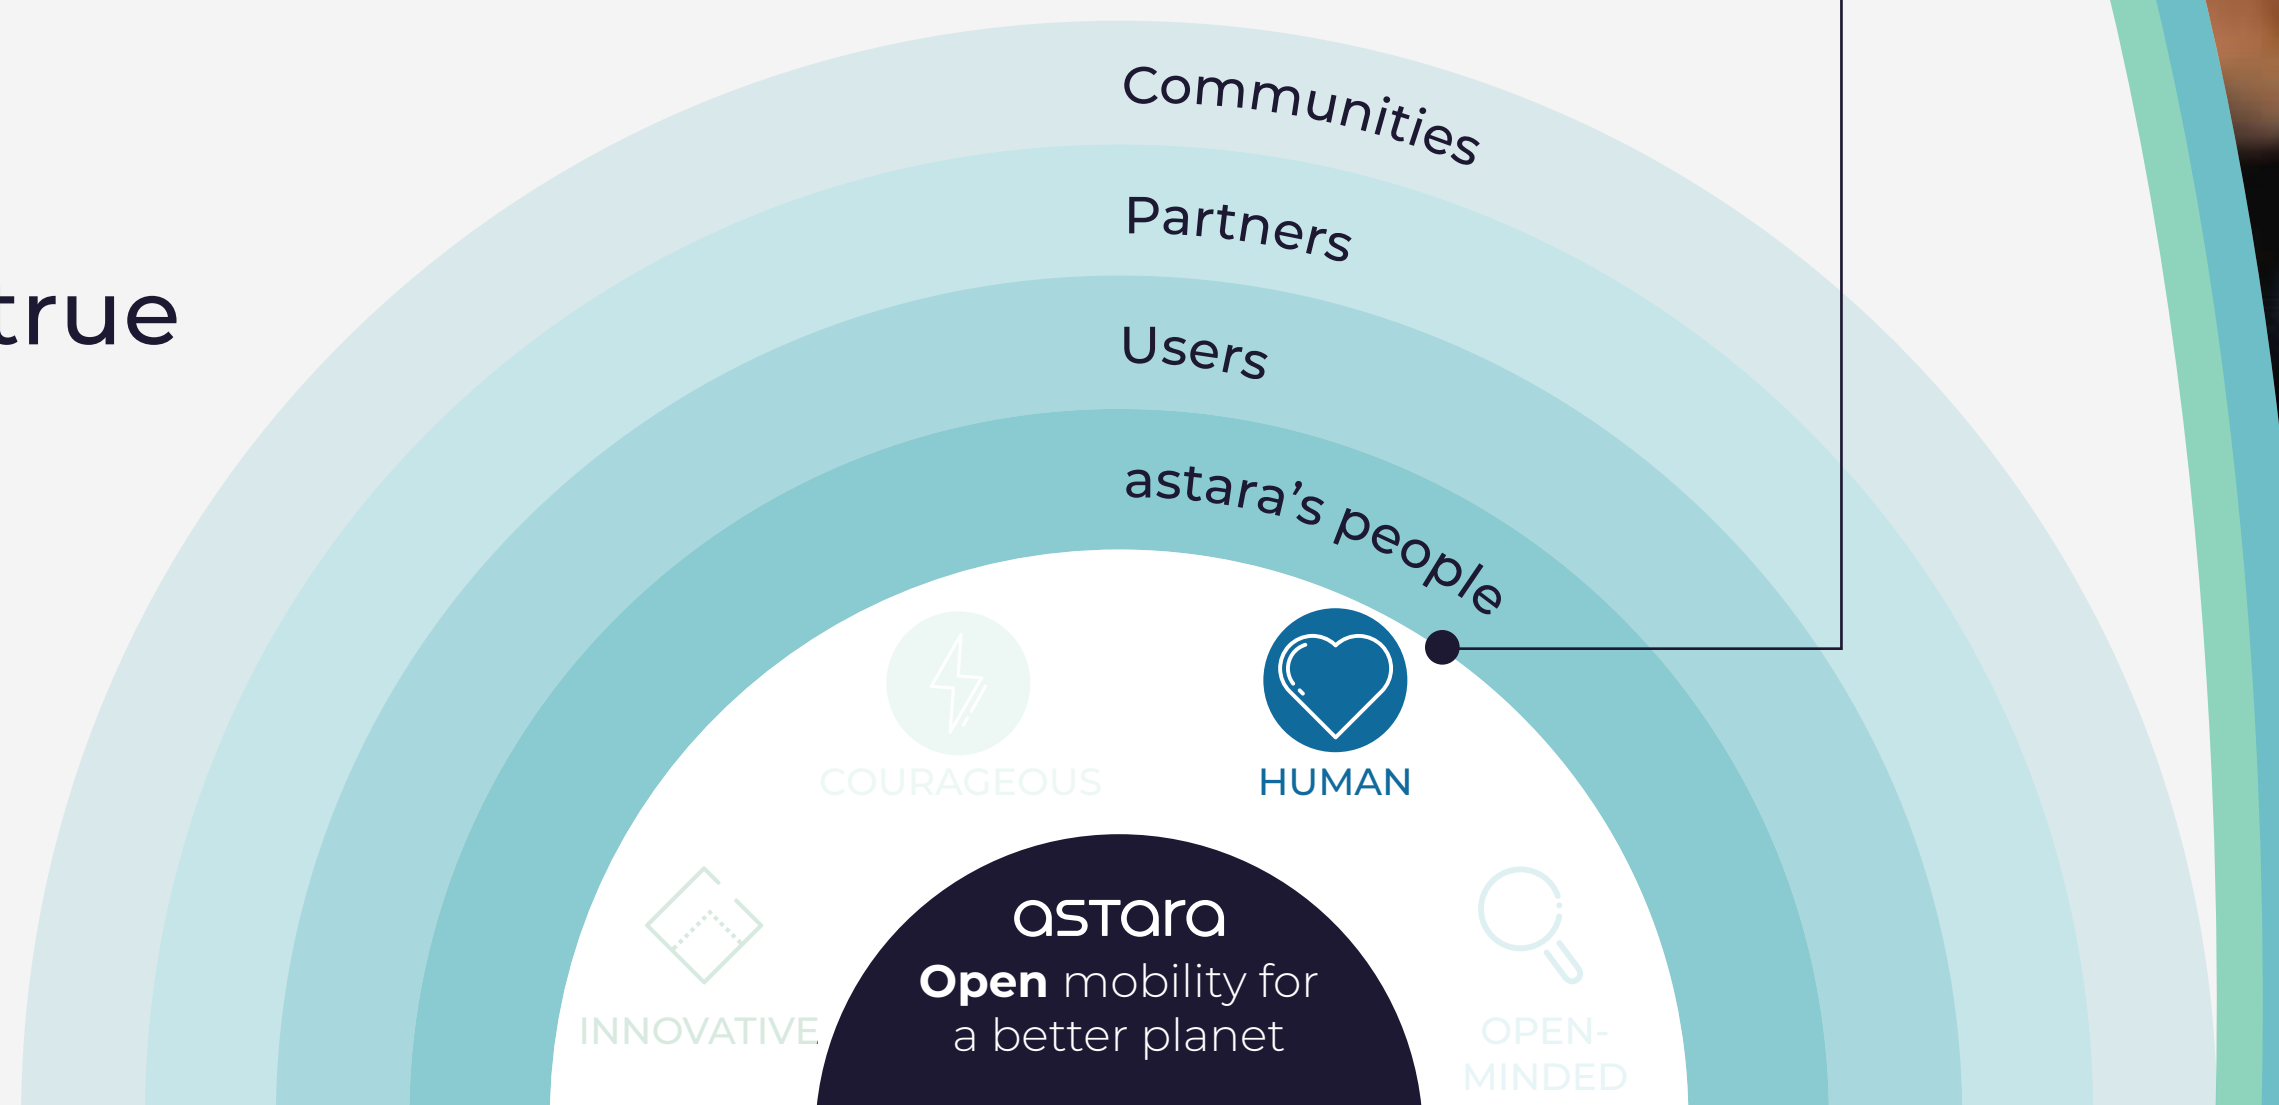 Communities
Partners
true
Users
astara’s people
COURAGEOUS
HUMAN
astara
Open mobility for
a better planet
INNOVATIVE
OPEN-
MINDED